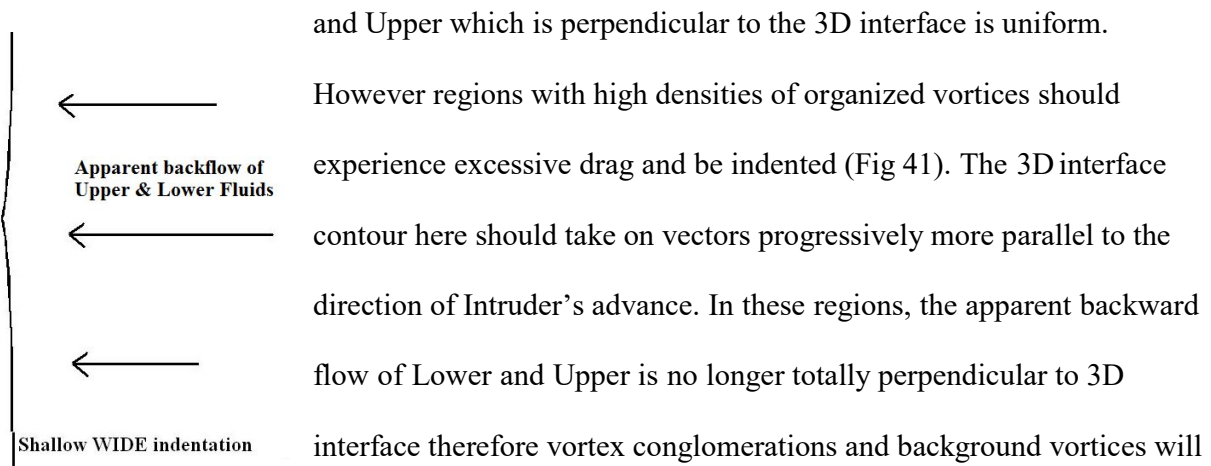 and Upper which is perpendicular to the 3D interface is uniform.
However regions with high densities of organized vortices should
experience excessive drag and be indented (Fig 41). The 3D interface
contour here should take on vectors progressively more parallel to the
direction of Intruder's advance. In these regions, the apparent backward
flow of Lower and Upper is no longer totally perpendicular to 3D
interface therefore vortex conglomerations and background vortices will
Apparent backflow of
Upper & Lower Fluids
Shallow WIDE indentation